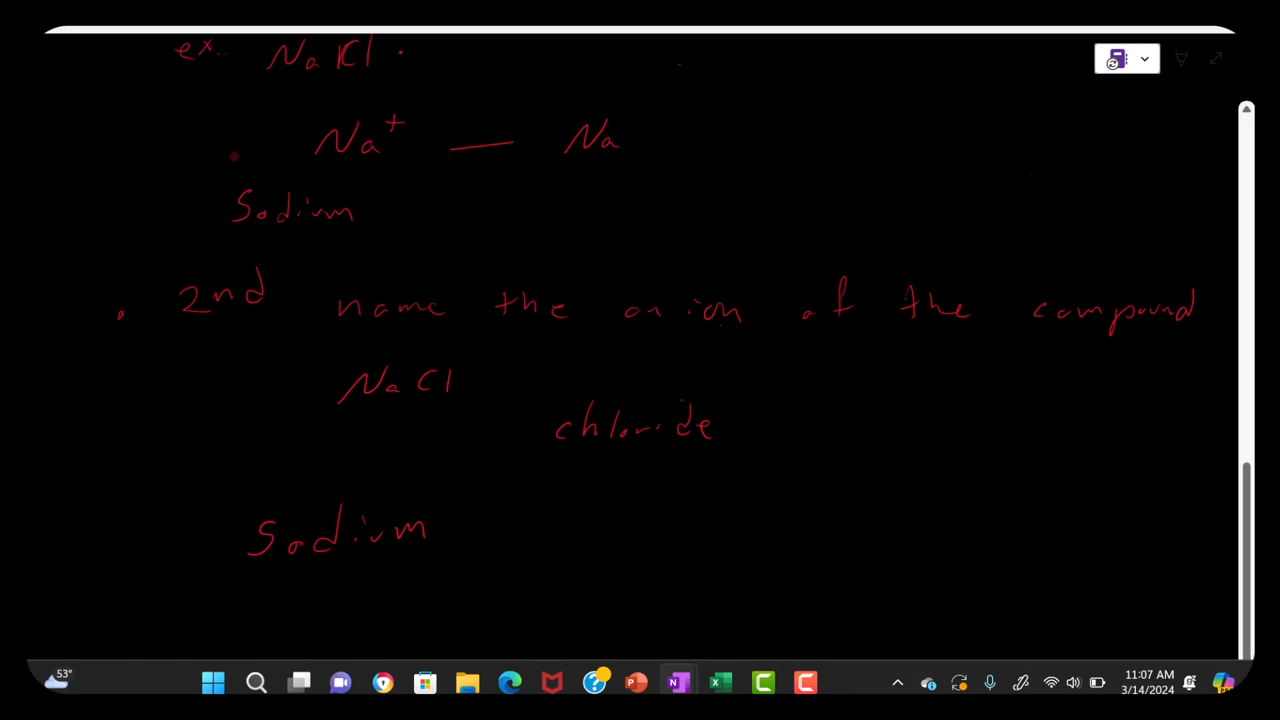 ex.. NaCl .
Na+ — Na
Sodium
. 2nd name the anion of the compound
NaCl
chloride
Sodium
53°
11:07 AM
3/14/2024